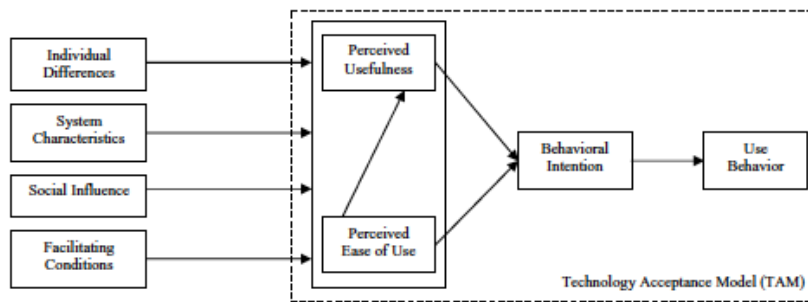 Individual
Differences
System
Characteristics
Social Influence
Facilitating
Conditions
Perceived
Usefulness
Perceived
Ease of Use
Behavioral
Intention
Use
Behavior
Technology Acceptance Model (TAM)